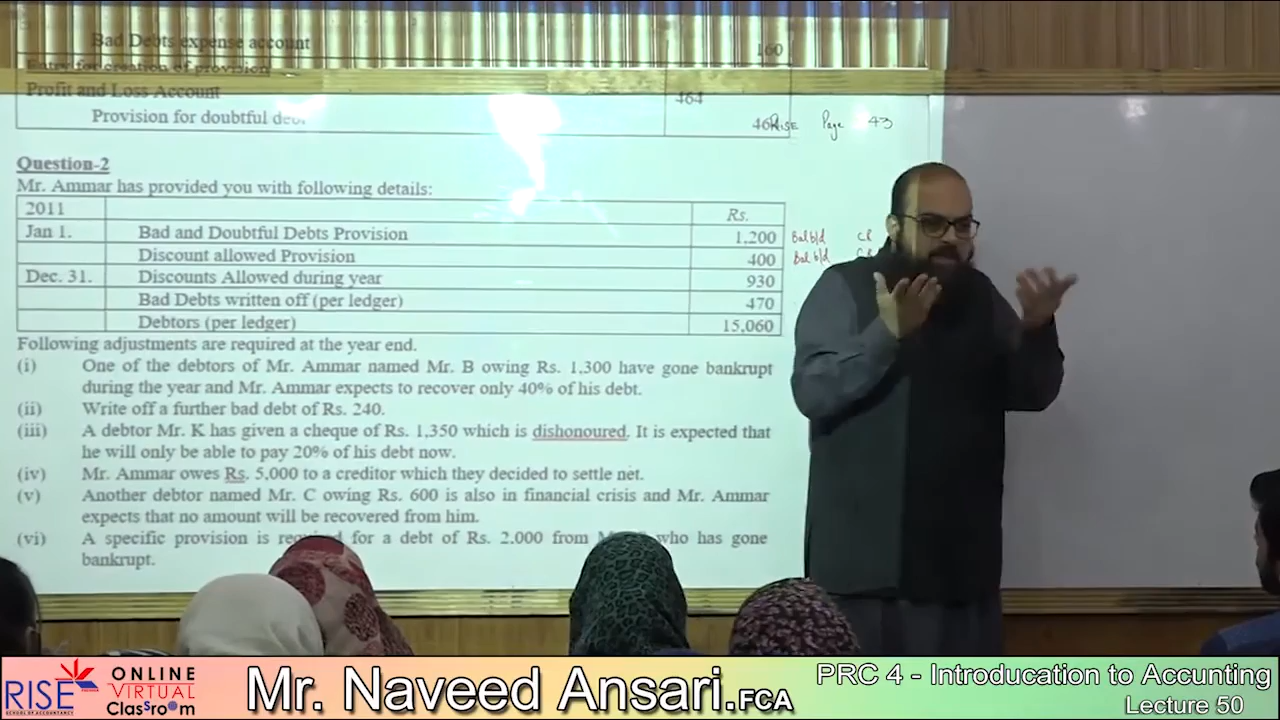 Bad Debts expense account 160
Entry for creation of provision
Profit and Loss Account 464
Provision for doubtful 464
RISE Page 43
Question-2
Mr. Ammar has provided you with following details:
2011 Rs.
Jan 1. Bad and Doubtful Debts Provision 1,200 Bal b/d CR
Discount allowed Provision 400 Bal b/d
Dec. 31. Discounts Allowed during year 930
Bad Debts written off (per ledger) 470
Debtors (per ledger) 15,060
Following adjustments are required at the year end.
(i) One of the debtors of Mr. Ammar named Mr. B owing Rs. 1,300 have gone bankrupt
during the year and Mr. Ammar expects to recover only 40% of his debt.
(ii) Write off a further bad debt of Rs. 240.
(iii) A debtor Mr. K has given a cheque of Rs. 1,350 which is dishonoured. It is expected that
he will only be able to pay 20% of his debt now.
(iv) Mr. Ammar owes Rs. 5,000 to a creditor which they decided to settle net.
(v) Another debtor named Mr. C owing Rs. 600 is also in financial crisis and Mr. Ammar
expects that no amount will be recovered from him.
(vi) A specific provision is for a debt of Rs. 2,000 from who has gone
bankrupt.
RISE SCHOOL OF ACCOUNTANCY
ONLINE VIRTUAL ClassrOom
Mr. Naveed Ansari.FCA
PRC 4 - Introducation to Accunting
Lecture 50